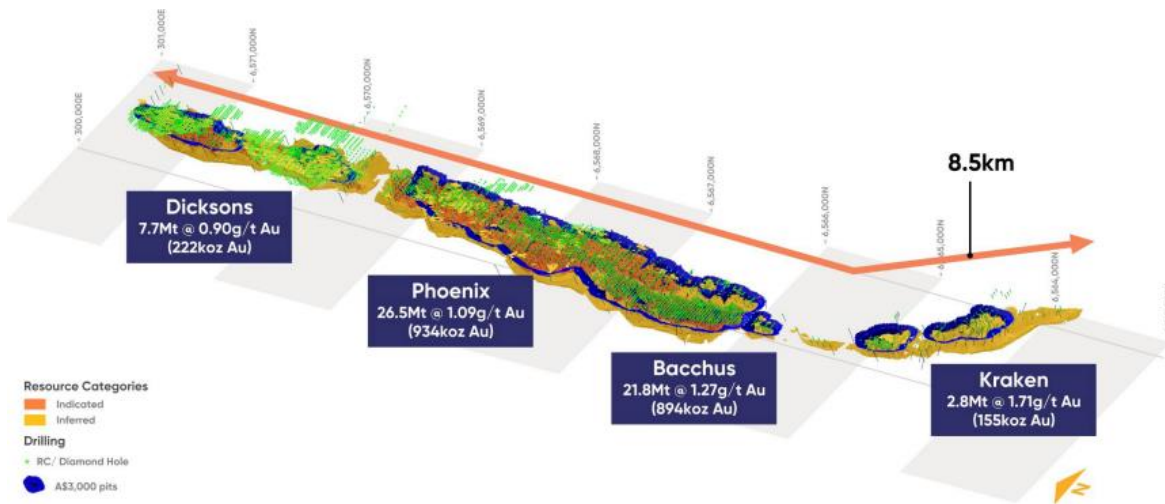 ~ 301,000E
~ 6,571,000N
~ 300,000E
~ 6,570,000N
~ 6,569,000N
~ 6,568,000N
~ 6,567,000N
~ 6,566,000N
8.5km
~ 6,564,000N
Dicksons
7.7Mt @ 0.90g/t Au
(222koz Au)
Phoenix
26.5Mt @ 1.09g/t Au
(934koz Au)
Bacchus
21.8Mt @ 1.27g/t Au
(894koz Au)
Kraken
2.8Mt @ 1.71g/t Au
(155koz Au)
Resource Categories
Indicated
Inferred
Drilling
RC/ Diamond Hole
A$3,000 pits
N